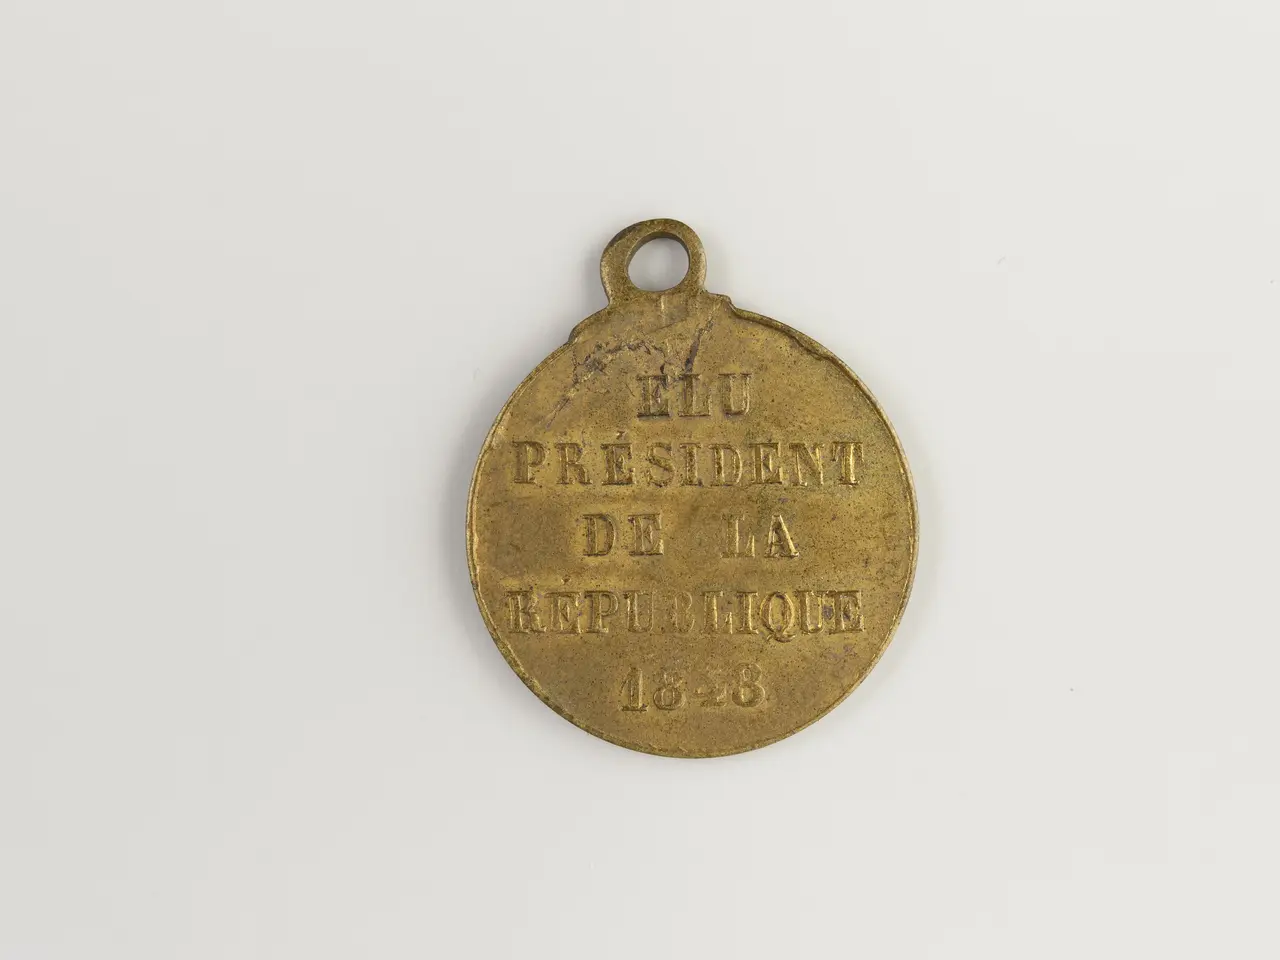 ELU
PRÉSIDENT
DE LA
RÉPUBLIQUE
1848